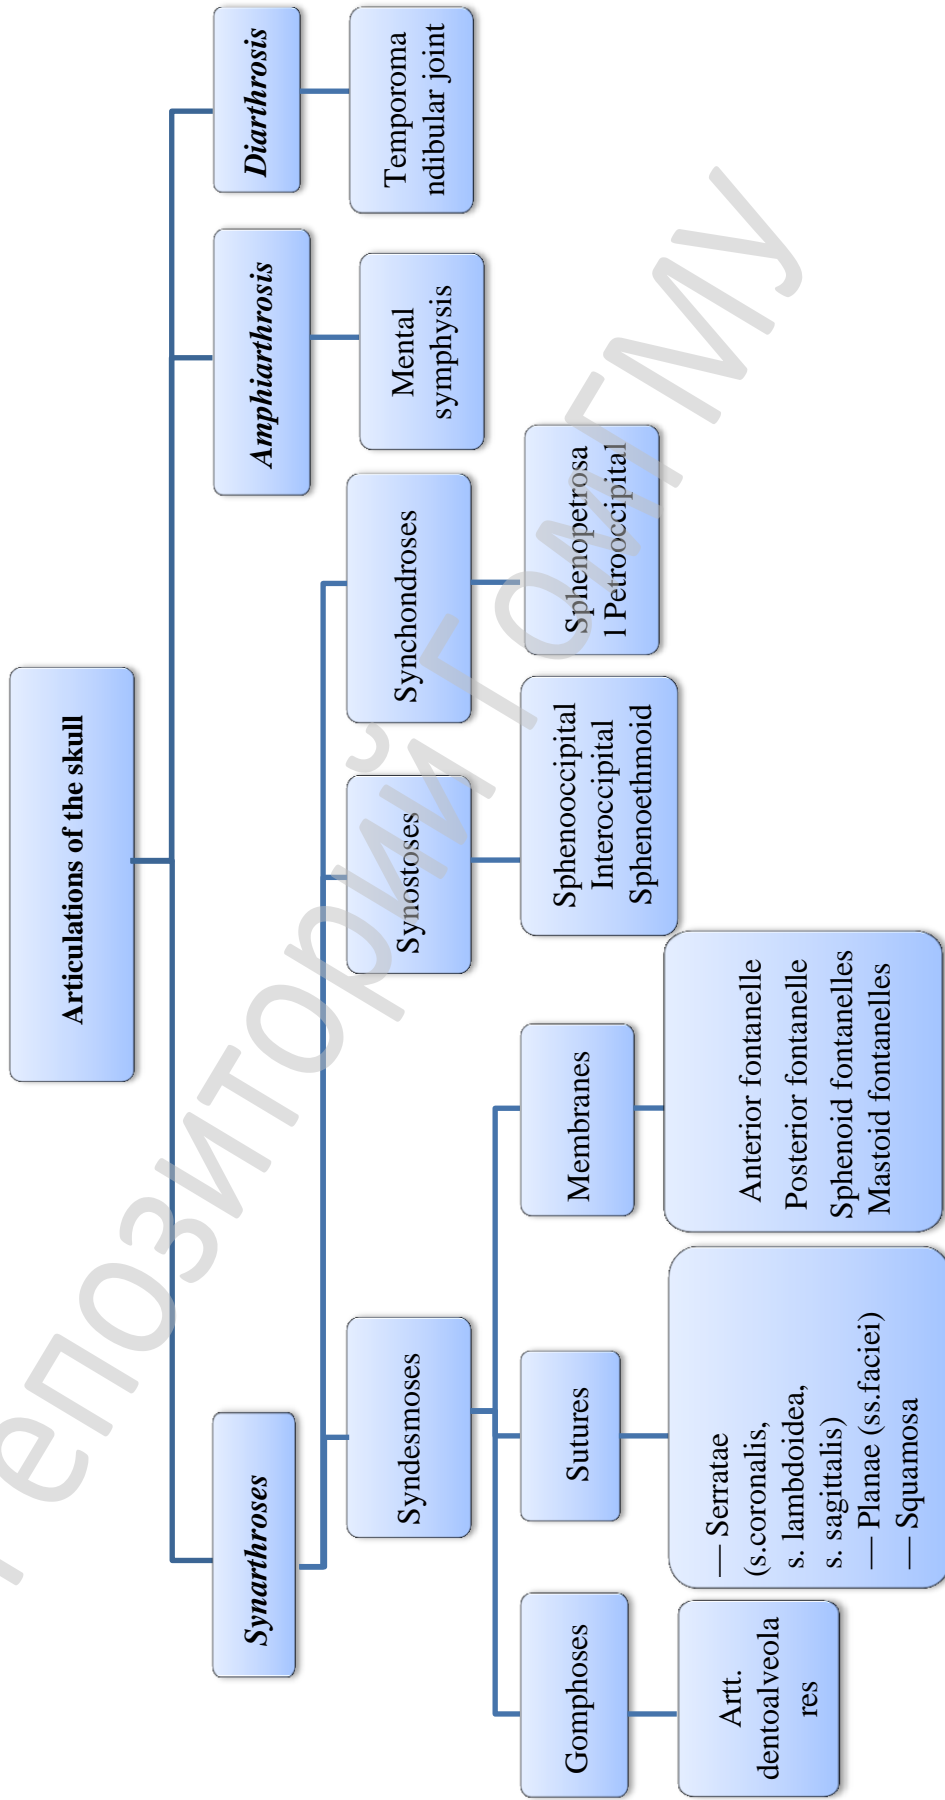 Articulations of the skull
Synarthroses
Amphiarthrosis
Diarthrosis
Syndesmoses
Synostoses
Synchondroses
Mental
symphysis
Temporoma
ndibular joint
Gomphoses
Sutures
Membranes
Sphenooccipital
Interoccipital
Sphenoethmoid
Sphenopetrosa
l Petrooccipital
Artt.
dentoalveola
res
— Serratae
(s.coronalis,
s. lambdoidea,
s. sagittalis)
— Planae (ss.faciei)
— Squamosa
Anterior fontanelle
Posterior fontanelle
Sphenoid fontanelles
Mastoid fontanelles
епозиторий ГомГМУ